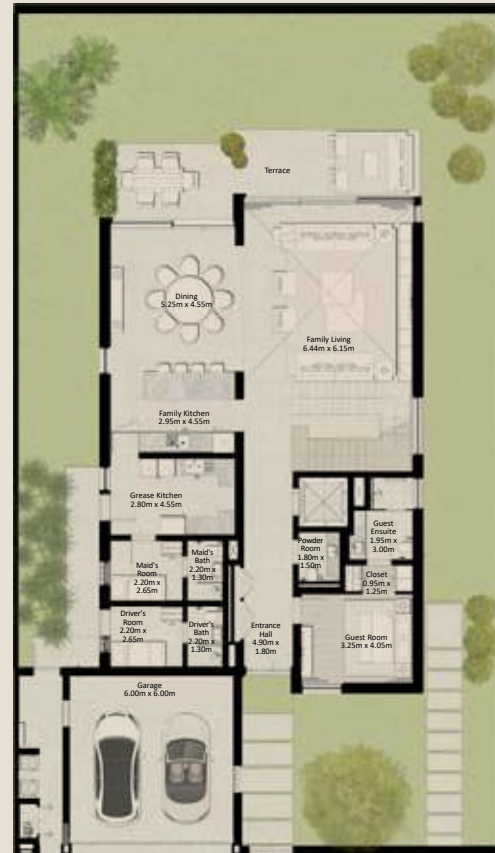 Terrace
Dining
5.25m x 4.55m
Family Living
6.44m x 6.15m
Family Kitchen
2.95m x 4.55m
Grease Kitchen
2.80m x 4.55m
Maid's
Room
2.20m x
2.65m
Maid's
Bath
2.20m x
1.30m
Powder
Room
1.80m x
1.50m
Guest
Ensuite
1.95m x
3.00m
Closet
0.95m x
1.25m
Driver's
Room
2.20m x
2.65m
Driver's
Bath
2.20m x
1.30m
Entrance
Hall
4.90m x
1.80m
Guest Room
3.25m x 4.05m
Garage
6.00m x 6.00m